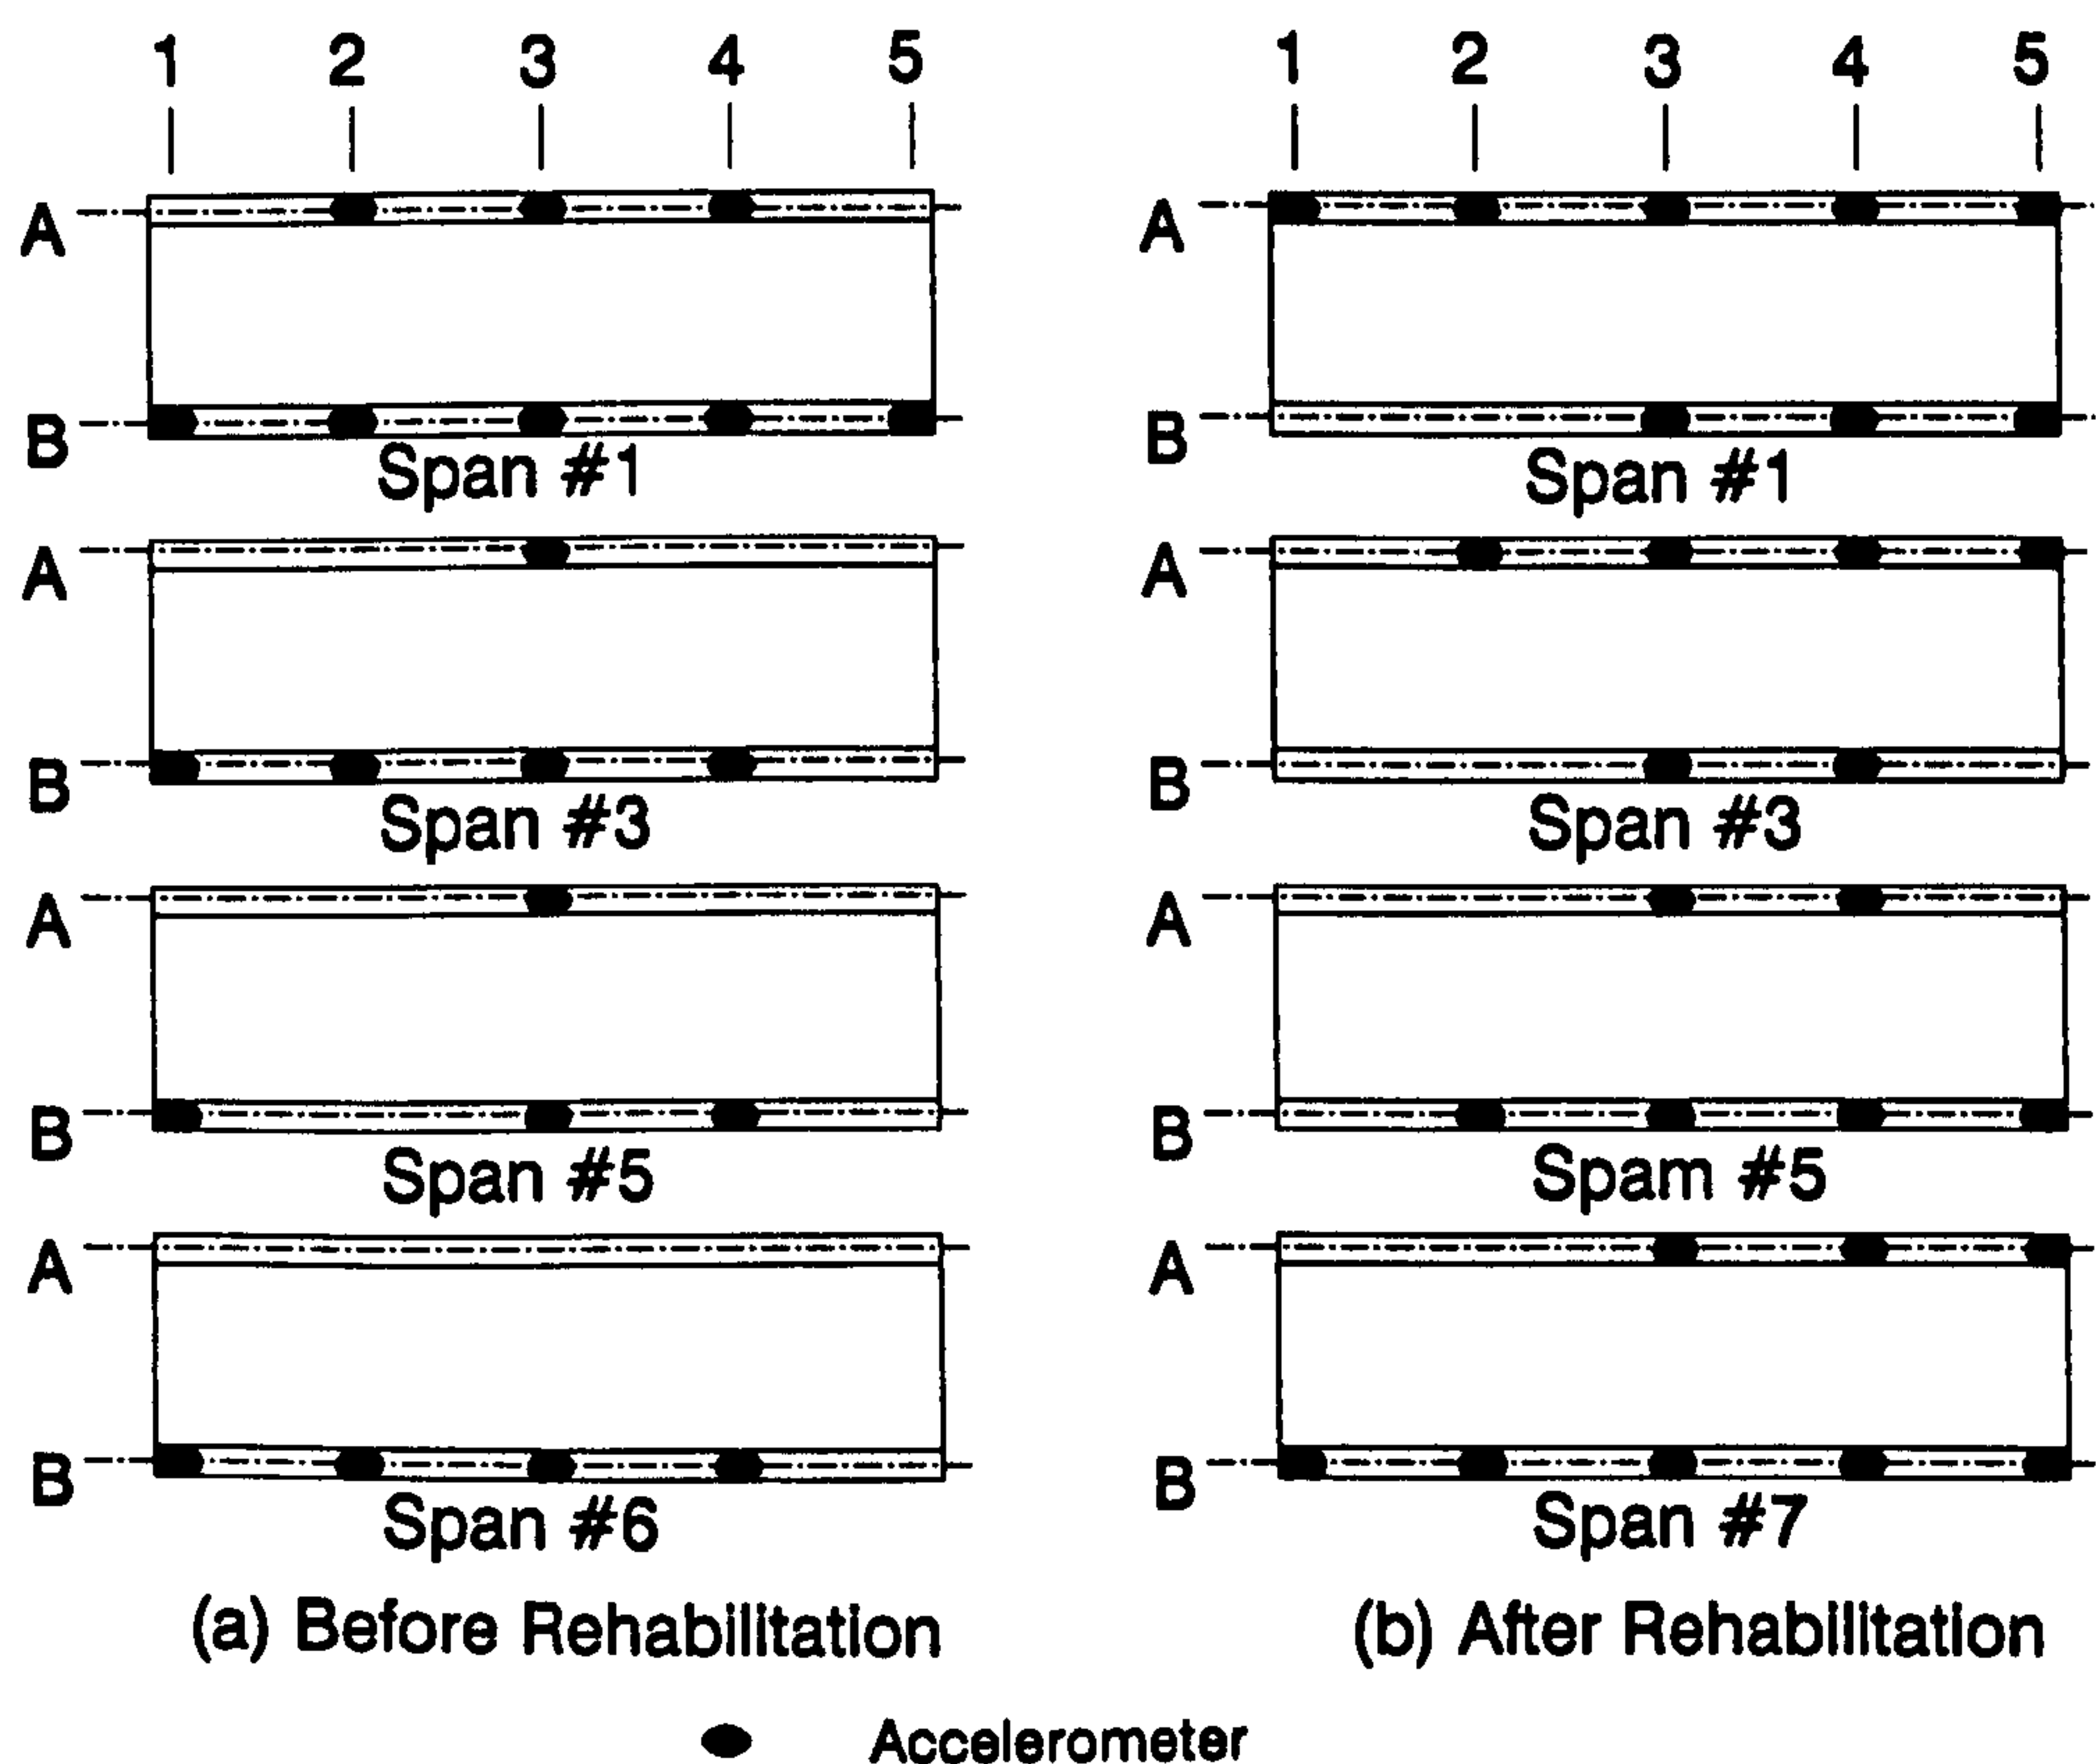 1 2 3 4 5 1 2 3 4 5
A A
B B
Span #1 Span #1
A A
B B
Span #3 Span #3
A A
B B
Span #5 Spam #5
A A
B B
Span #6 Span #7
(a) Before Rehabilitation (b) After Rehabilitation
Accelerometer